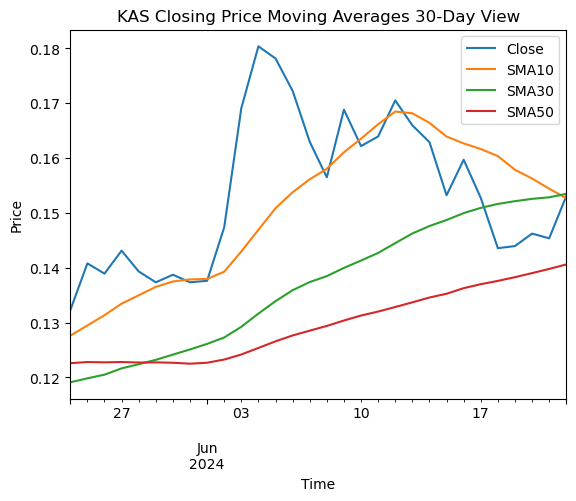 KAS Closing Price Moving Averages 30-Day View
Close
SMA10
SMA30
SMA50
0.18
0.17
0.16
0.15
0.14
0.13
0.12
Price
27
03
10
17
Jun
2024
Time